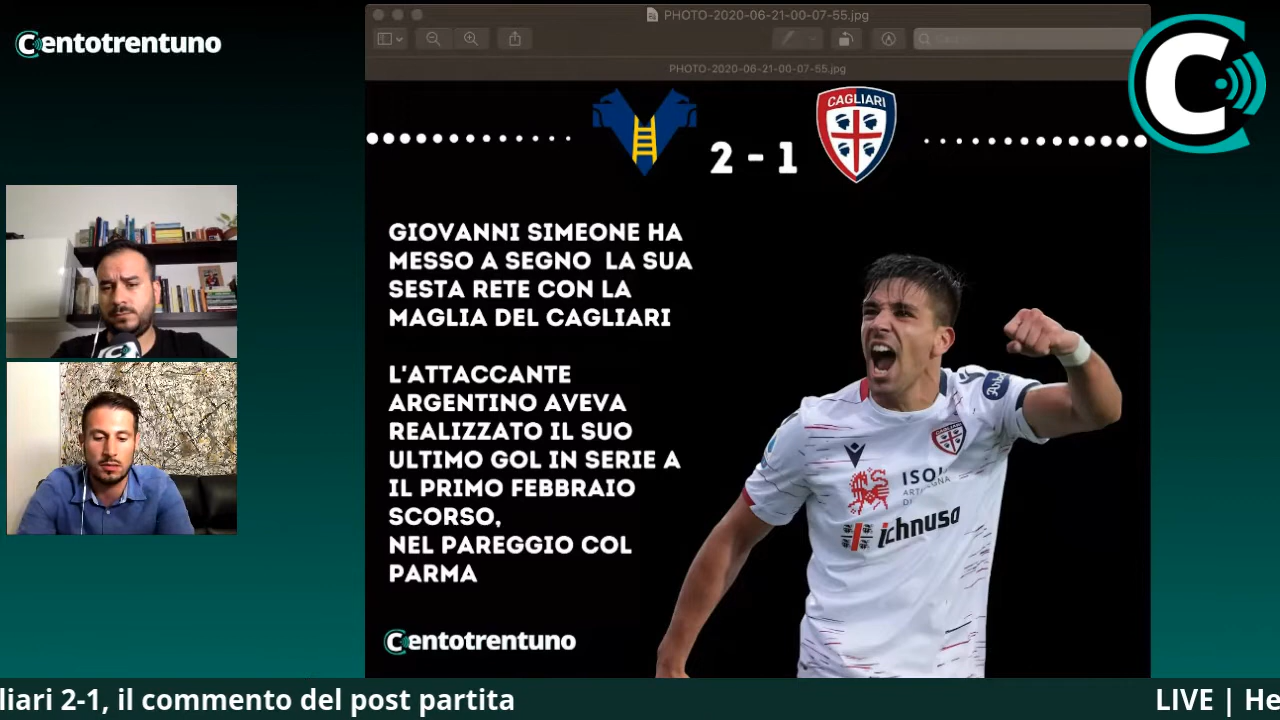 Centotrentuno
PHOTO-2020-06-21-00-07-55.jpg
PHOTO-2020-06-21-00-07-55.jpg
CAGLIARI
2 - 1
GIOVANNI SIMEONE HA
MESSO A SEGNO LA SUA
SESTA RETE CON LA
MAGLIA DEL CAGLIARI
L'ATTACCANTE
ARGENTINO AVEVA
REALIZZATO IL SUO
ULTIMO GOL IN SERIE A
IL PRIMO FEBBRAIO
SCORSO,
NEL PAREGGIO COL
PARMA
ISOL
ichnusa
Centotrentuno
liari 2-1, il commento del post partita
LIVE | He